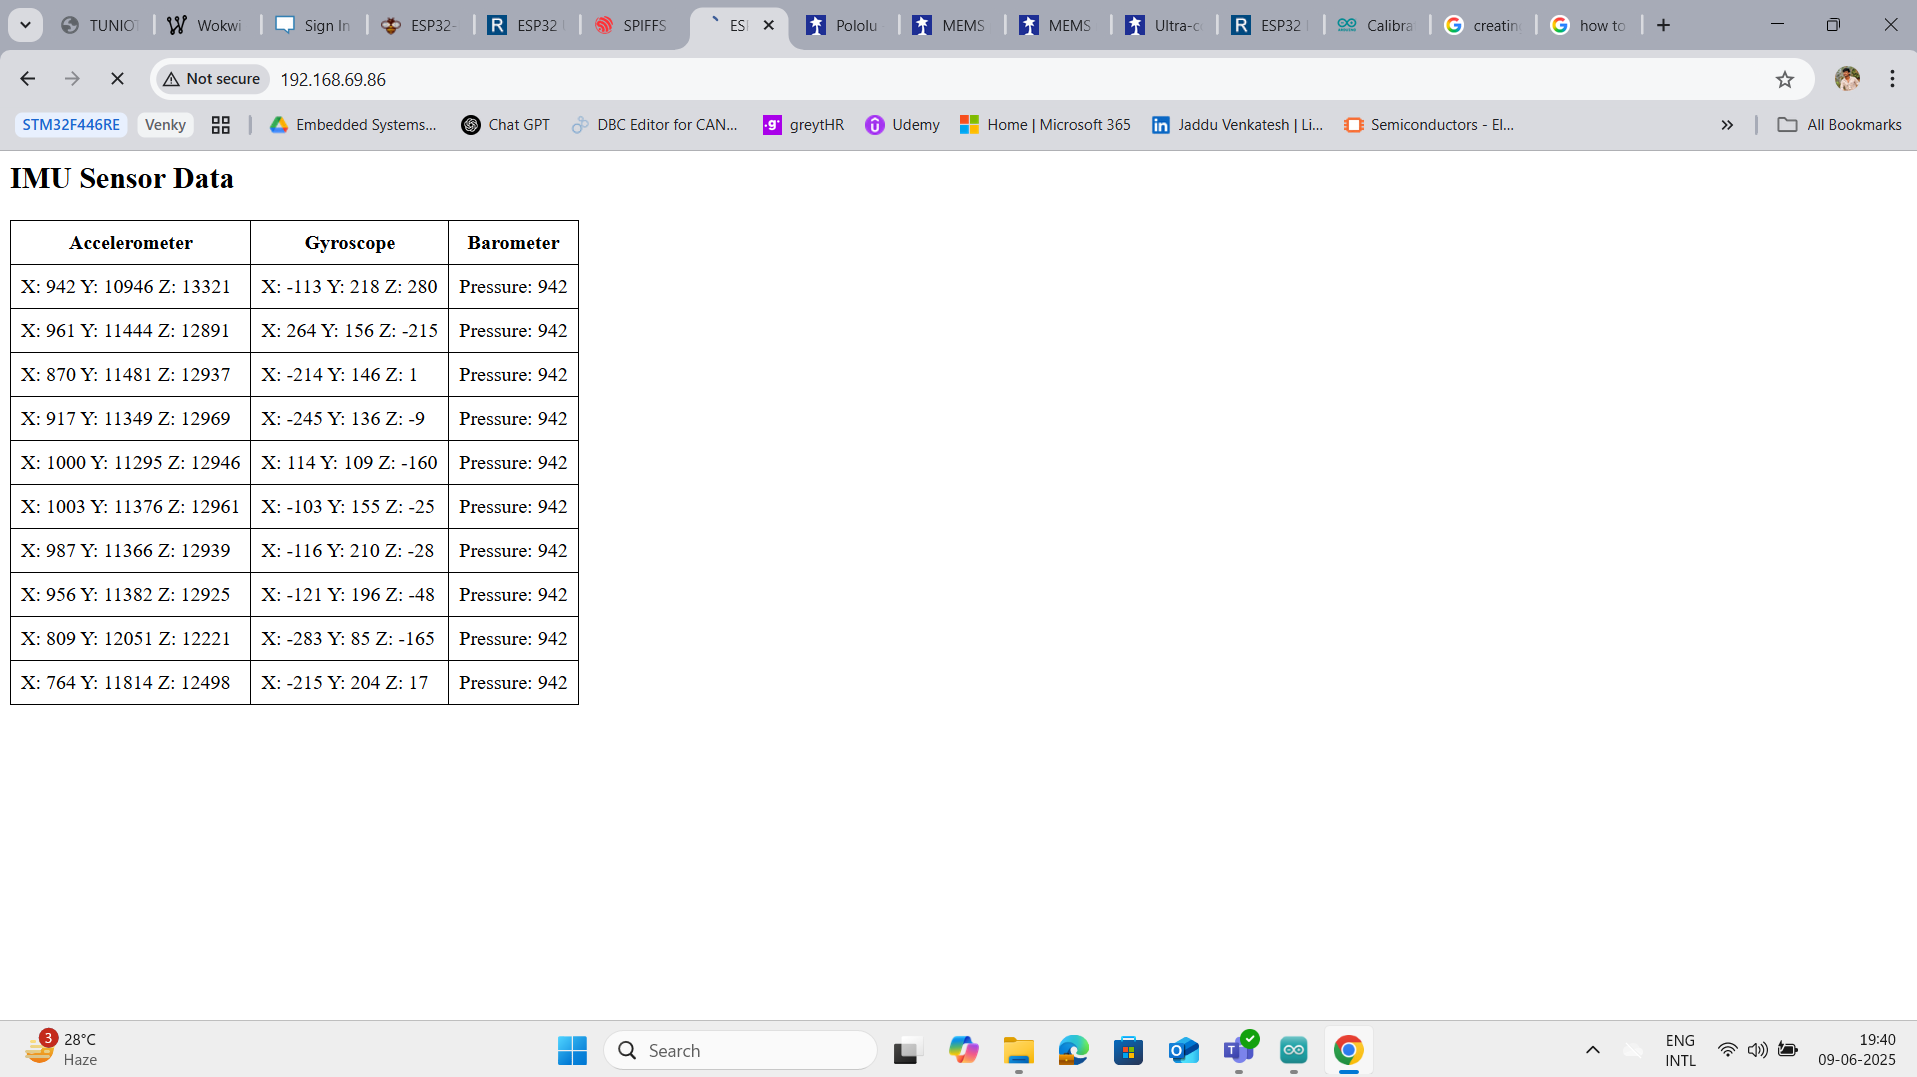 TUNIOT
Wokwi
Sign In
ESP32-
ESP32
SPIFFS
ESI
Pololu
MEMS
MEMS
Ultra-c
ESP32
Calibra
creatin
how to
Not secure
192.168.69.86
STM32F446RE
Venky
Embedded Systems...
Chat GPT
DBC Editor for CAN...
greytHR
Udemy
Home | Microsoft 365
Jaddu Venkatesh | Li...
Semiconductors - El...
All Bookmarks
IMU Sensor Data
Accelerometer Gyroscope Barometer
X: 942 Y: 10946 Z: 13321 X: -113 Y: 218 Z: 280 Pressure: 942
X: 961 Y: 11444 Z: 12891 X: 264 Y: 156 Z: -215 Pressure: 942
X: 870 Y: 11481 Z: 12937 X: -214 Y: 146 Z: 1 Pressure: 942
X: 917 Y: 11349 Z: 12969 X: -245 Y: 136 Z: -9 Pressure: 942
X: 1000 Y: 11295 Z: 12946 X: 114 Y: 109 Z: -160 Pressure: 942
X: 1003 Y: 11376 Z: 12961 X: -103 Y: 155 Z: -25 Pressure: 942
X: 987 Y: 11366 Z: 12939 X: -116 Y: 210 Z: -28 Pressure: 942
X: 956 Y: 11382 Z: 12925 X: -121 Y: 196 Z: -48 Pressure: 942
X: 809 Y: 12051 Z: 12221 X: -283 Y: 85 Z: -165 Pressure: 942
X: 764 Y: 11814 Z: 12498 X: -215 Y: 204 Z: 17 Pressure: 942
3
28°C
Haze
Search
ENG
INTL
19:40
09-06-2025